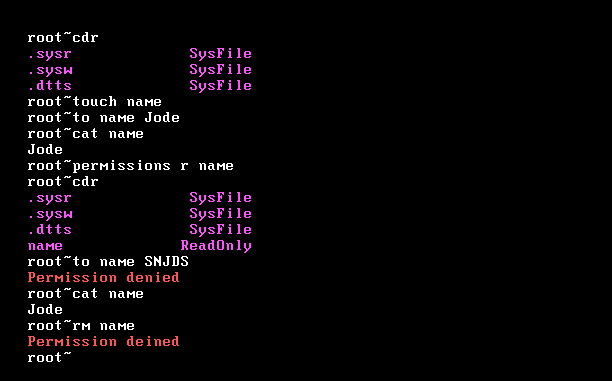 root~cdr
.sysr SysFile
.sysw SysFile
.dtts SysFile
root~touch name
root~to name Jode
root~cat name
Jode
root~permissions r name
root~cdr
.sysr SysFile
.sysw SysFile
.dtts SysFile
name ReadOnly
root~to name SNJDS
Permission denied
root~cat name
Jode
root~rm name
Permission deined
root~